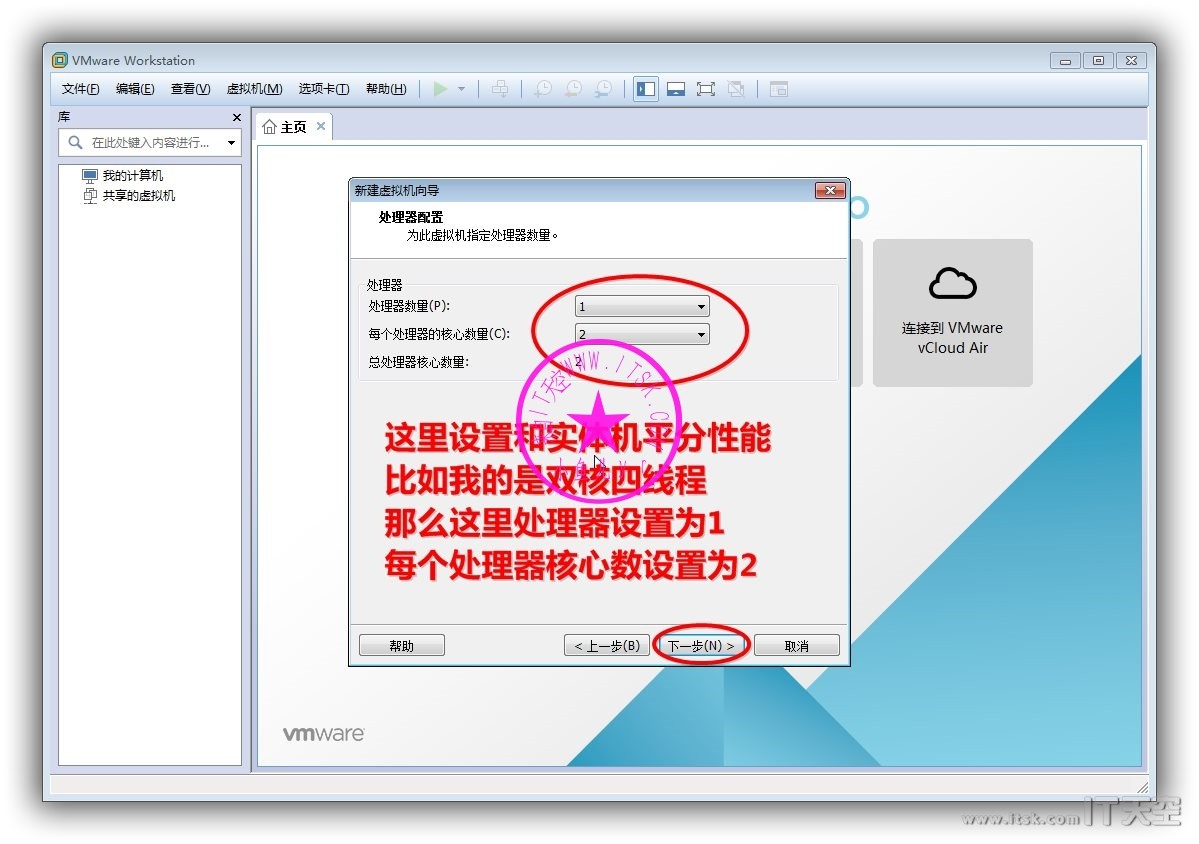 VMware Workstation
文件(F) 编辑(E) 查看(V) 虚拟机(M) 选项卡(T) 帮助(H)
库
在此处键入内容进行...
我的计算机
共享的虚拟机
主页
连接到 VMware
vCloud Air
新建虚拟机向导
处理器配置
为此虚拟机指定处理器数量。
处理器
处理器数量(P): 1
每个处理器的核心数量(C): 2
总处理器核心数量: 2
IT天空WWW.ITSK.COM
这里设置和实体机平分性能
比如我的是双核四线程
那么这里处理器设置为1
每个处理器核心数设置为2
帮助 < 上一步(B) 下一步(N) > 取消
vmware
www.itsk.com IT天空